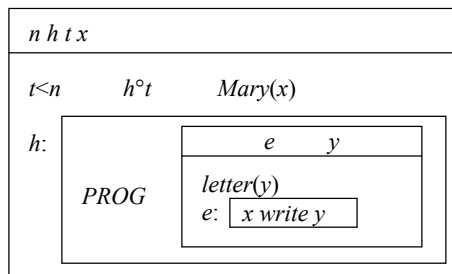 n h t x
t<n h°t Mary(x)
h:
e y
PROG
letter(y)
e: x write y